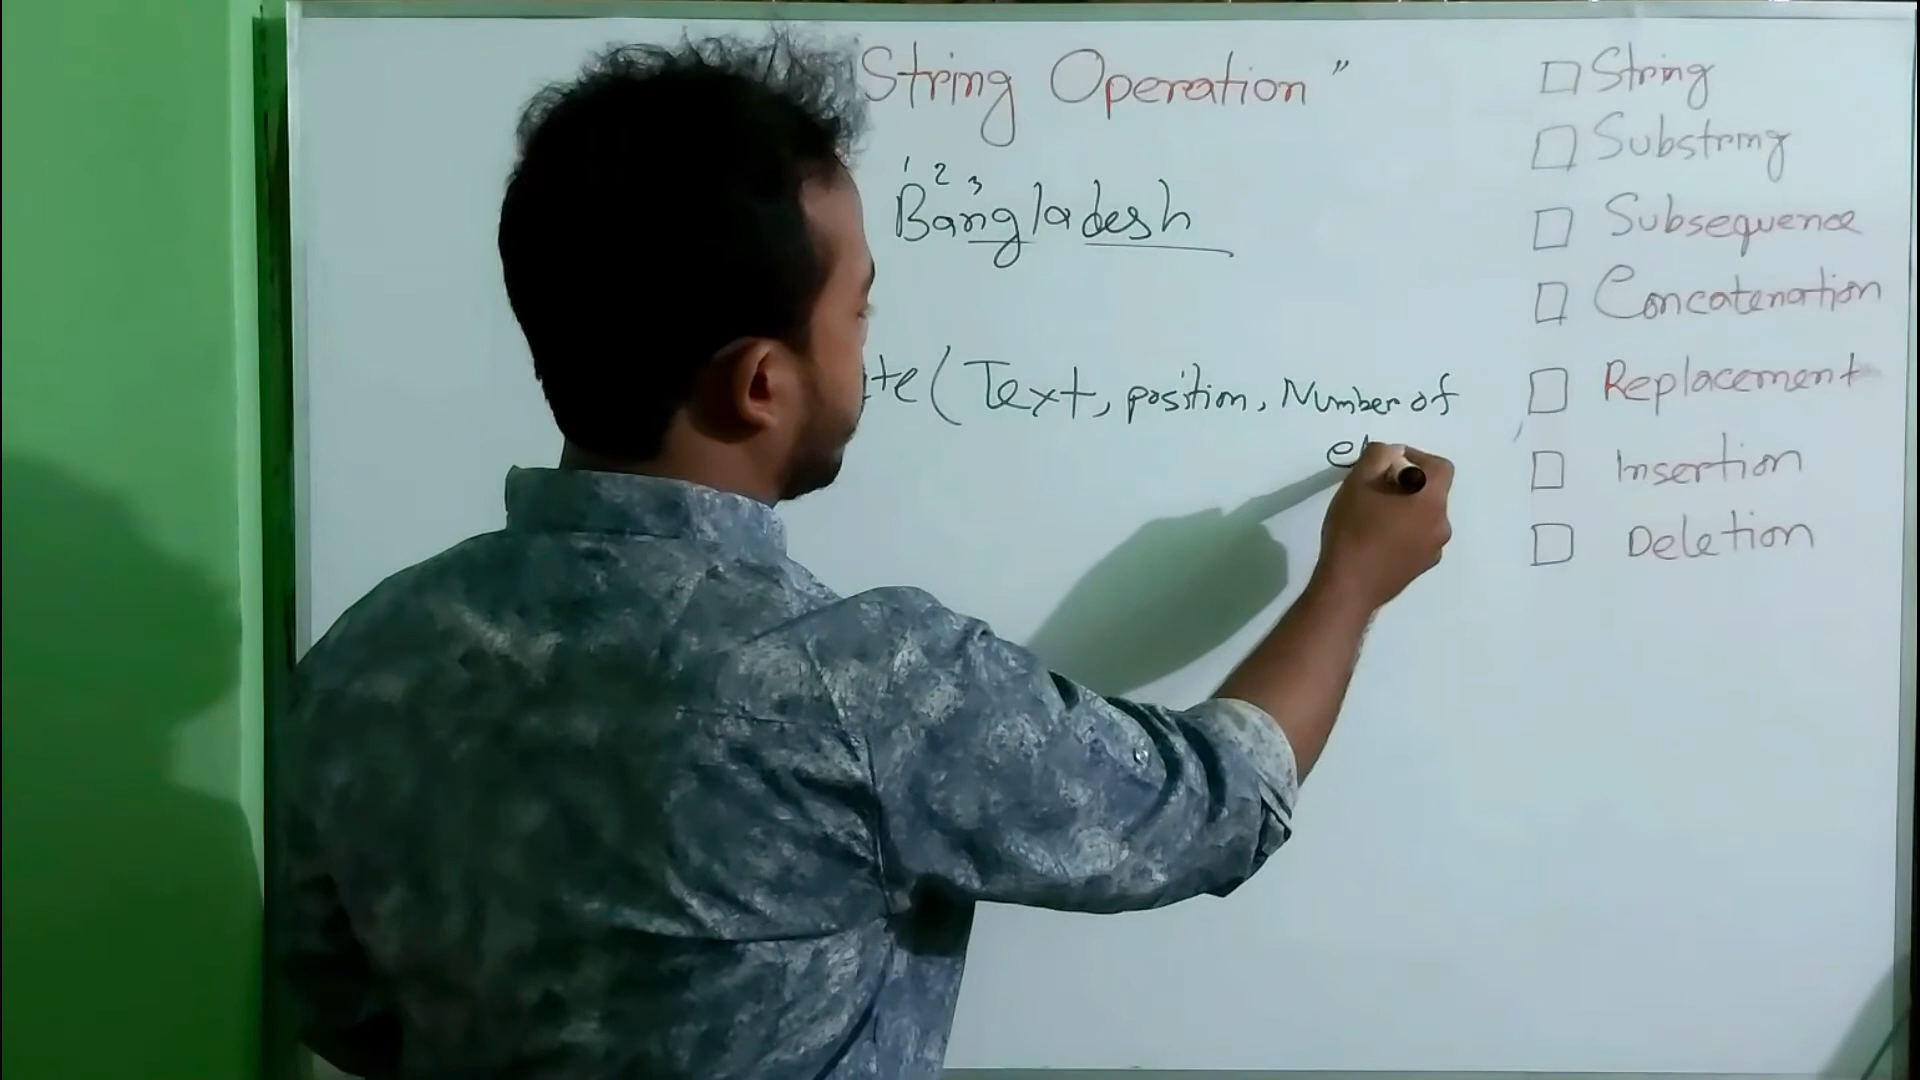 String Operation"
1 2 3
Bangladesh
te (Text, position, Number of
□ String
□ Substring
□ Subsequence
□ Concatenation
□ Replacement
□ Insertion
□ Deletion